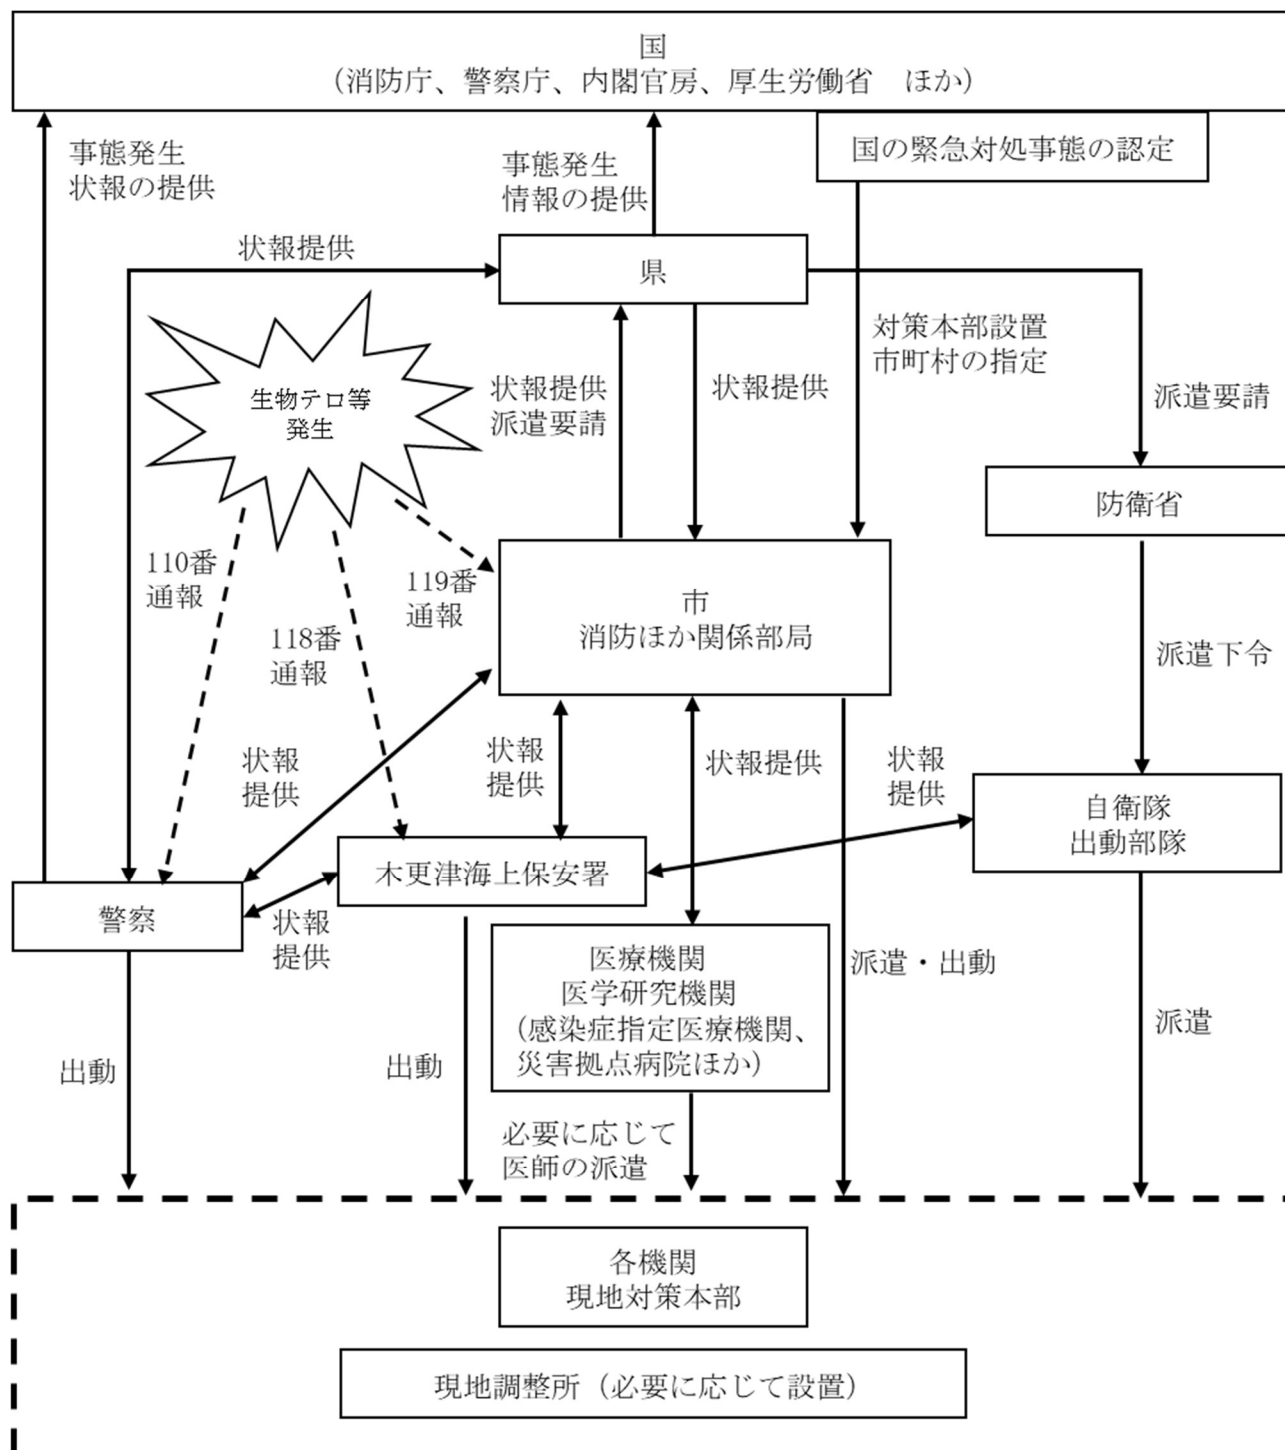 国
（消防庁、警察庁、内閣官房、厚生労働省　ほか）
事態発生
状報の提供
事態発生
情報の提供
国の緊急対処事態の認定
状報提供
県
対策本部設置
市町村の指定
生物テロ等
発生
状報提供
派遣要請
状報提供
派遣要請
防衛省
110番
通報
119番
通報
118番
通報
市
消防ほか関係部局
派遣下令
状報
提供
状報
提供
状報提供
状報
提供
自衛隊
出動部隊
木更津海上保安署
警察
状報
提供
医療機関
医学研究機関
（感染症指定医療機関、
災害拠点病院ほか）
派遣・出動
派遣
出動
出動
必要に応じて
医師の派遣
各機関
現地対策本部
現地調整所（必要に応じて設置）